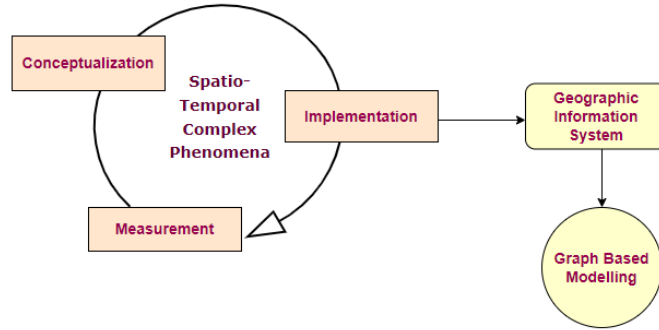 Conceptualization
Spatio-
Temporal
Complex
Phenomena
Implementation
Measurement
Geographic
Information
System
Graph Based
Modelling